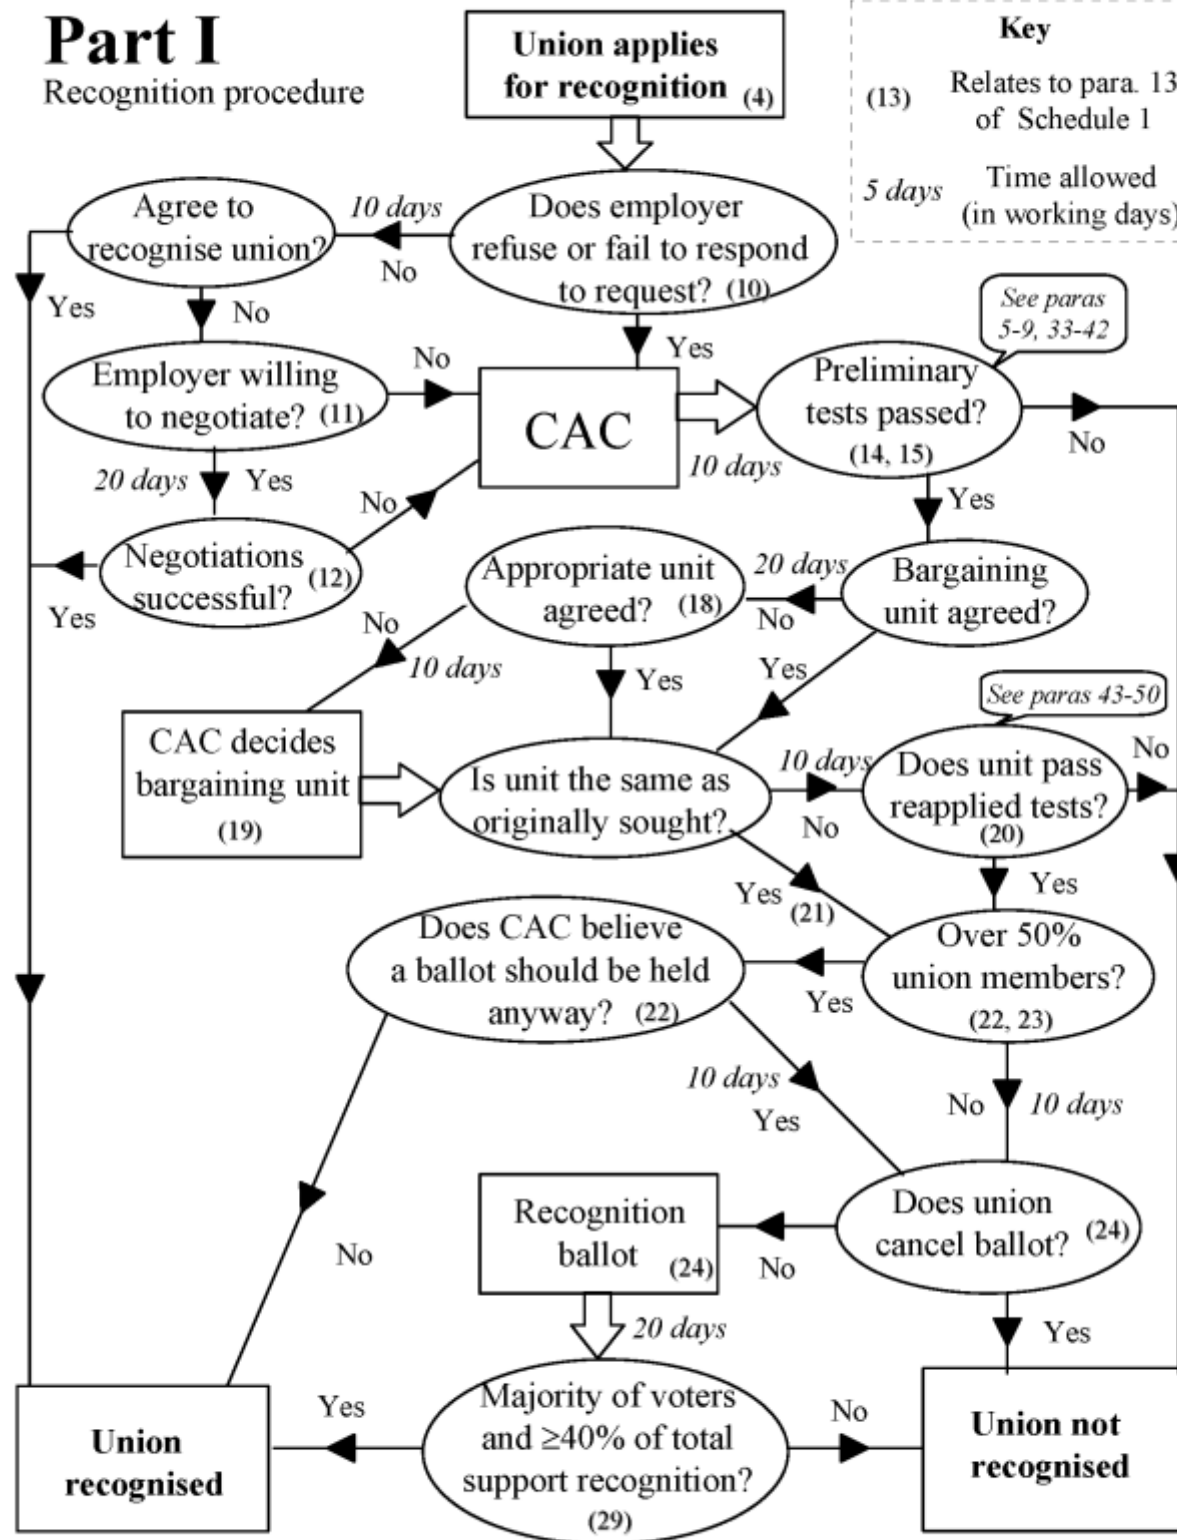 Part I
Recognition procedure
Union applies
for recognition (4)
Key
(13) Relates to para. 13
of Schedule 1
5 days Time allowed
(in working days)
Agree to
recognise union?
10 days
No
Does employer
refuse or fail to respond
to request? (10)
Yes
No
Yes
See paras
5-9, 33-42
Employer willing
to negotiate? (11)
No
CAC
10 days
Preliminary
tests passed?
(14, 15)
No
20 days
Yes
No
Yes
Negotiations
successful? (12)
Yes
Appropriate unit
agreed? (18)
20 days
No
Bargaining
unit agreed?
No
10 days
Yes
Yes
See paras 43-50
CAC decides
bargaining unit
(19)
Is unit the same as
originally sought?
10 days
No
Does unit pass
reapplied tests?
(20)
No
Yes
(21)
Yes
Does CAC believe
a ballot should be held
anyway? (22)
Yes
Over 50%
union members?
(22, 23)
10 days
Yes
No
10 days
No
Recognition
ballot
(24)
No
Does union
cancel ballot? (24)
20 days
Yes
Union
recognised
Yes
Majority of voters
and ≥40% of total
support recognition?
(29)
No
Union not
recognised